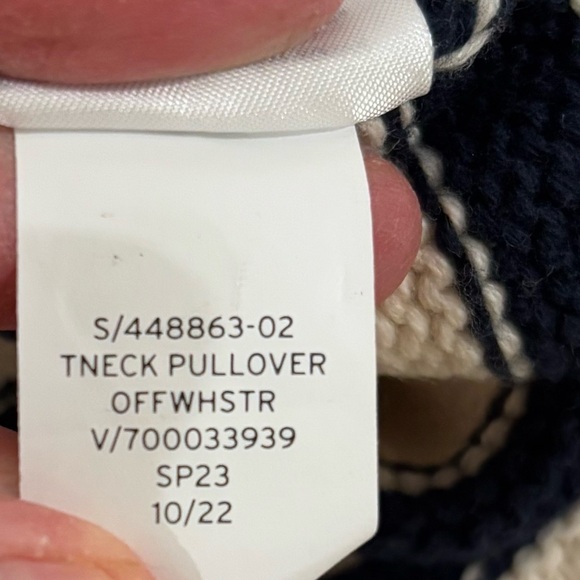 S/448863-02
TNECK PULLOVER
OFFWHSTR
V/700033939
SP23
10/22